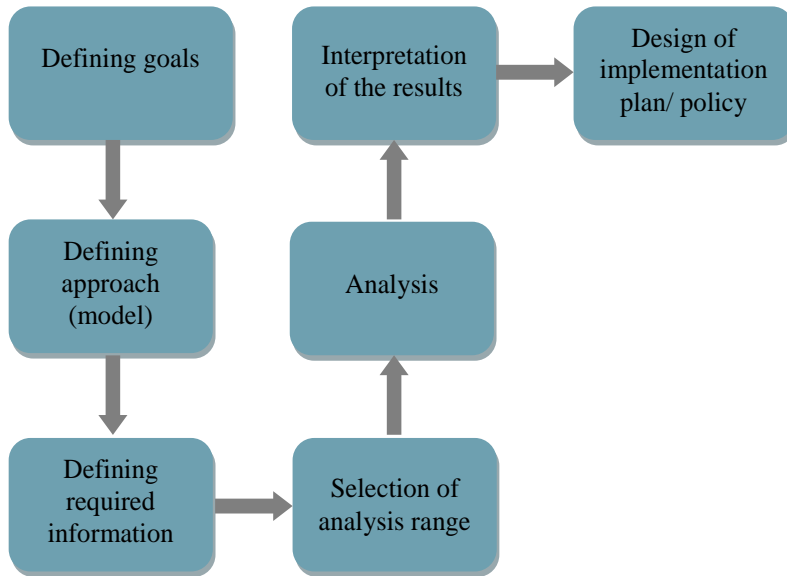 Defining goals
Defining
approach
(model)
Defining
required
information
Selection of
analysis range
Analysis
Interpretation
of the results
Design of
implementation
plan/ policy